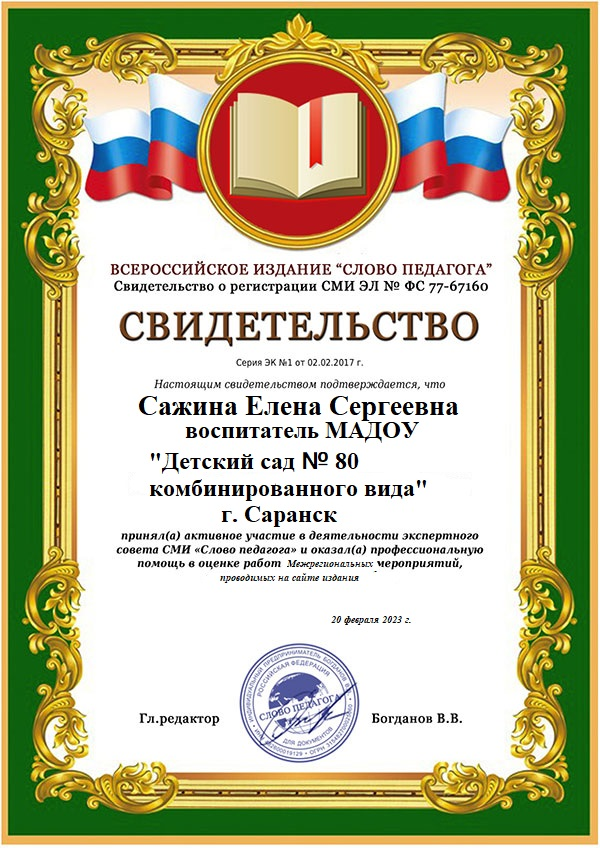 ВСЕРОССИЙСКОЕ ИЗДАНИЕ “СЛОВО ПЕДАГОГА”
Свидетельство о регистрации СМИ ЭЛ № ФС 77-67160
СВИДЕТЕЛЬСТВО
Серия ЭК №1 от 02.02.2017 г.
Настоящим свидетельством подтверждается, что
Сажина Елена Сергеевна
воспитатель МАДОУ
"Детский сад № 80
комбинированного вида"
г. Саранск
принял(а) активное участие в деятельности экспертного
совета СМИ «Слово педагога» и оказал(а) профессиональную
помощь в оценке работ Межрегиональных мероприятий,
проводимых на сайте издания
20 февраля 2023 г.
ИНДИВИДУАЛЬНЫЙ ПРЕДПРИНИМАТЕЛЬ БОГДАНОВ
РОССИЙСКАЯ ФЕДЕРАЦИЯ
СЛОВО ПЕДАГОГА
ДЛЯ ДОКУМЕНТОВ
Гл.редактор Богданов В.В.